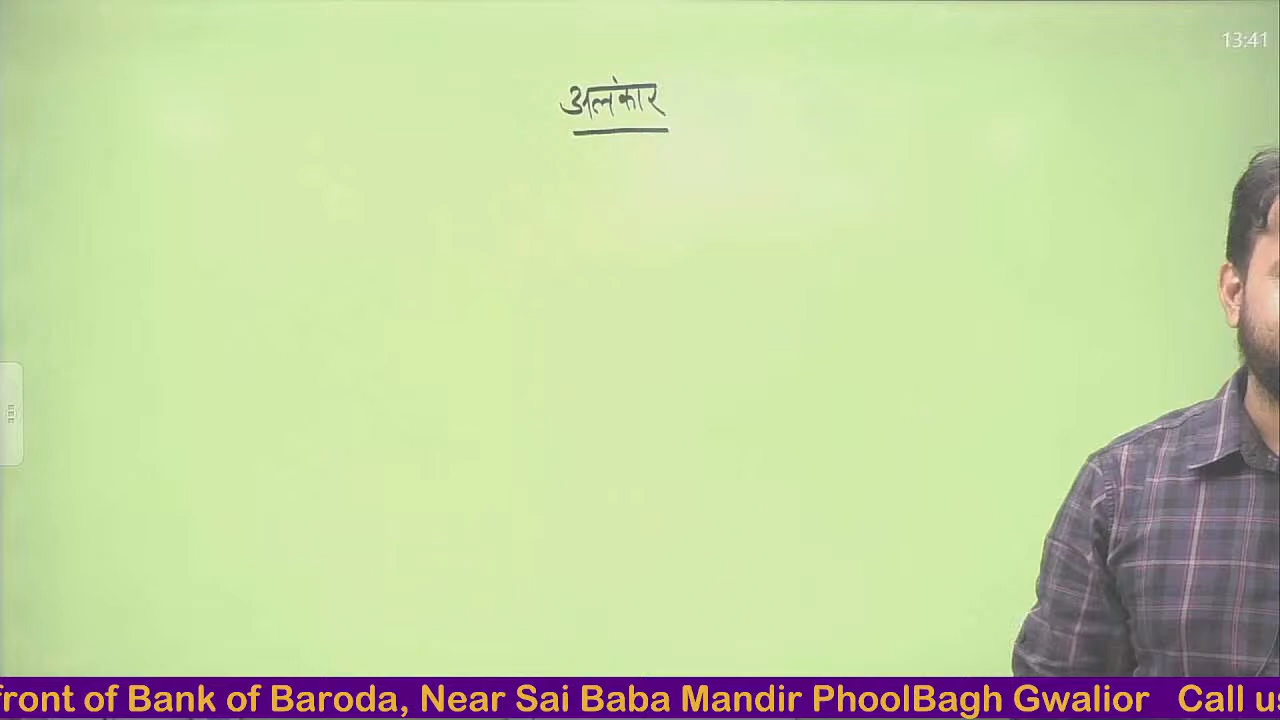 13:41
अलंकार
front of Bank of Baroda, Near Sai Baba Mandir PhoolBagh Gwalior Call us